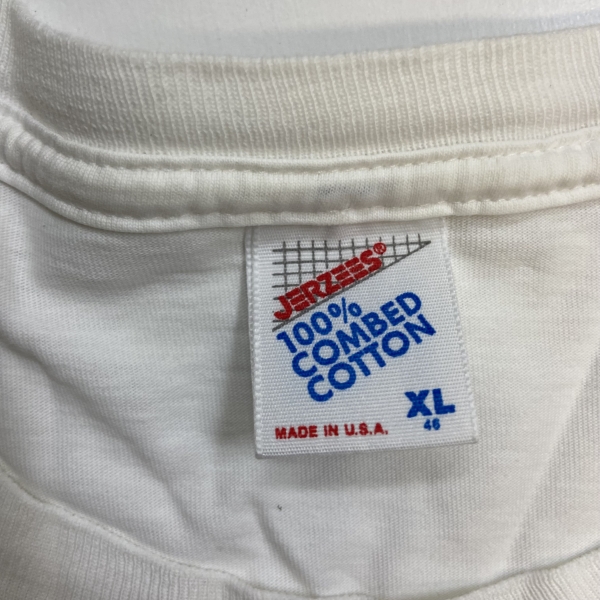 JERZEES®
100%
COMBED
COTTON
XL
MADE IN U.S.A.
46